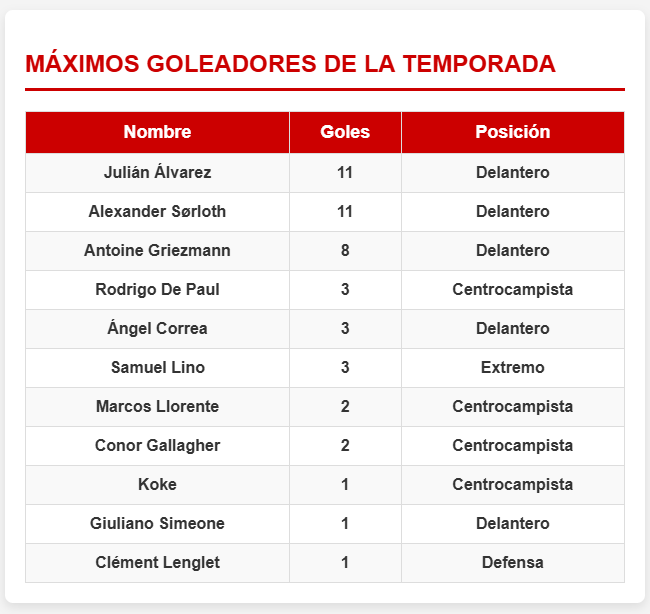 MÁXIMOS GOLEADORES DE LA TEMPORADA
Nombre Goles Posición
Julián Álvarez 11 Delantero
Alexander Sørloth 11 Delantero
Antoine Griezmann 8 Delantero
Rodrigo De Paul 3 Centrocampista
Ángel Correa 3 Delantero
Samuel Lino 3 Extremo
Marcos Llorente 2 Centrocampista
Conor Gallagher 2 Centrocampista
Koke 1 Centrocampista
Giuliano Simeone 1 Delantero
Clément Lenglet 1 Defensa